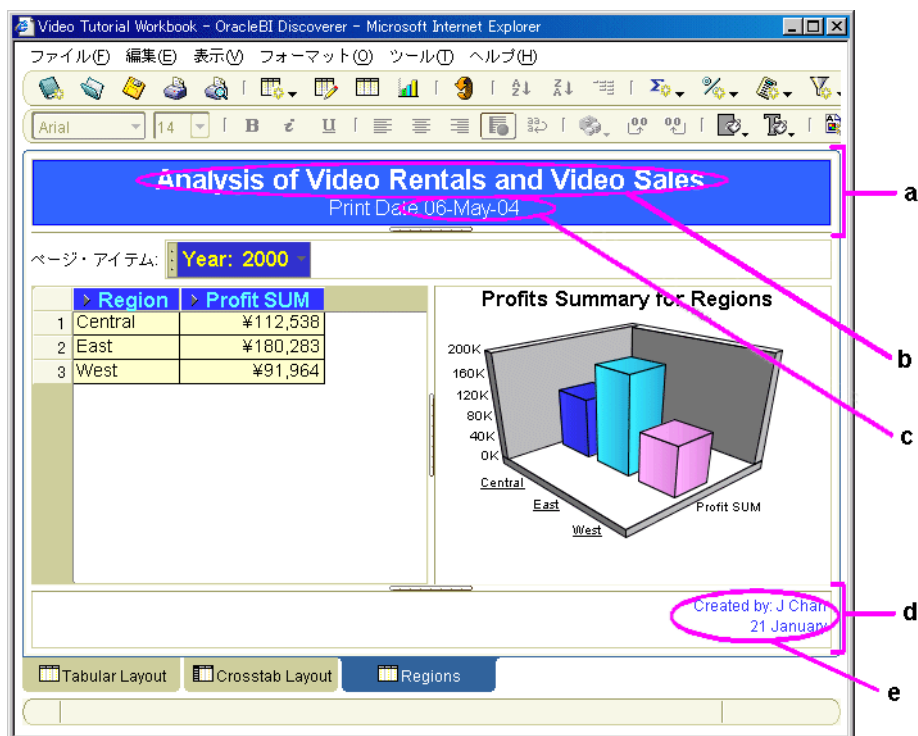 Video Tutorial Workbook - OracleBI Discoverer - Microsoft Internet Explorer
ファイル(F) 編集(E) 表示(V) フォーマット(O) ツール(T) ヘルプ(H)
Arial 14 B i U
Analysis of Video Rentals and Video Sales
Print Date 06-May-04
a
ページ・アイテム: Year: 2000
Region Profit SUM
1 Central ¥112,538
2 East ¥180,283
3 West ¥91,964
Profits Summary for Regions
200K
160K
120K
80K
40K
0K
Central
East
West
Profit SUM
b
c
Created by: J Chan
21 January
d
e
Tabular Layout Crosstab Layout Regions